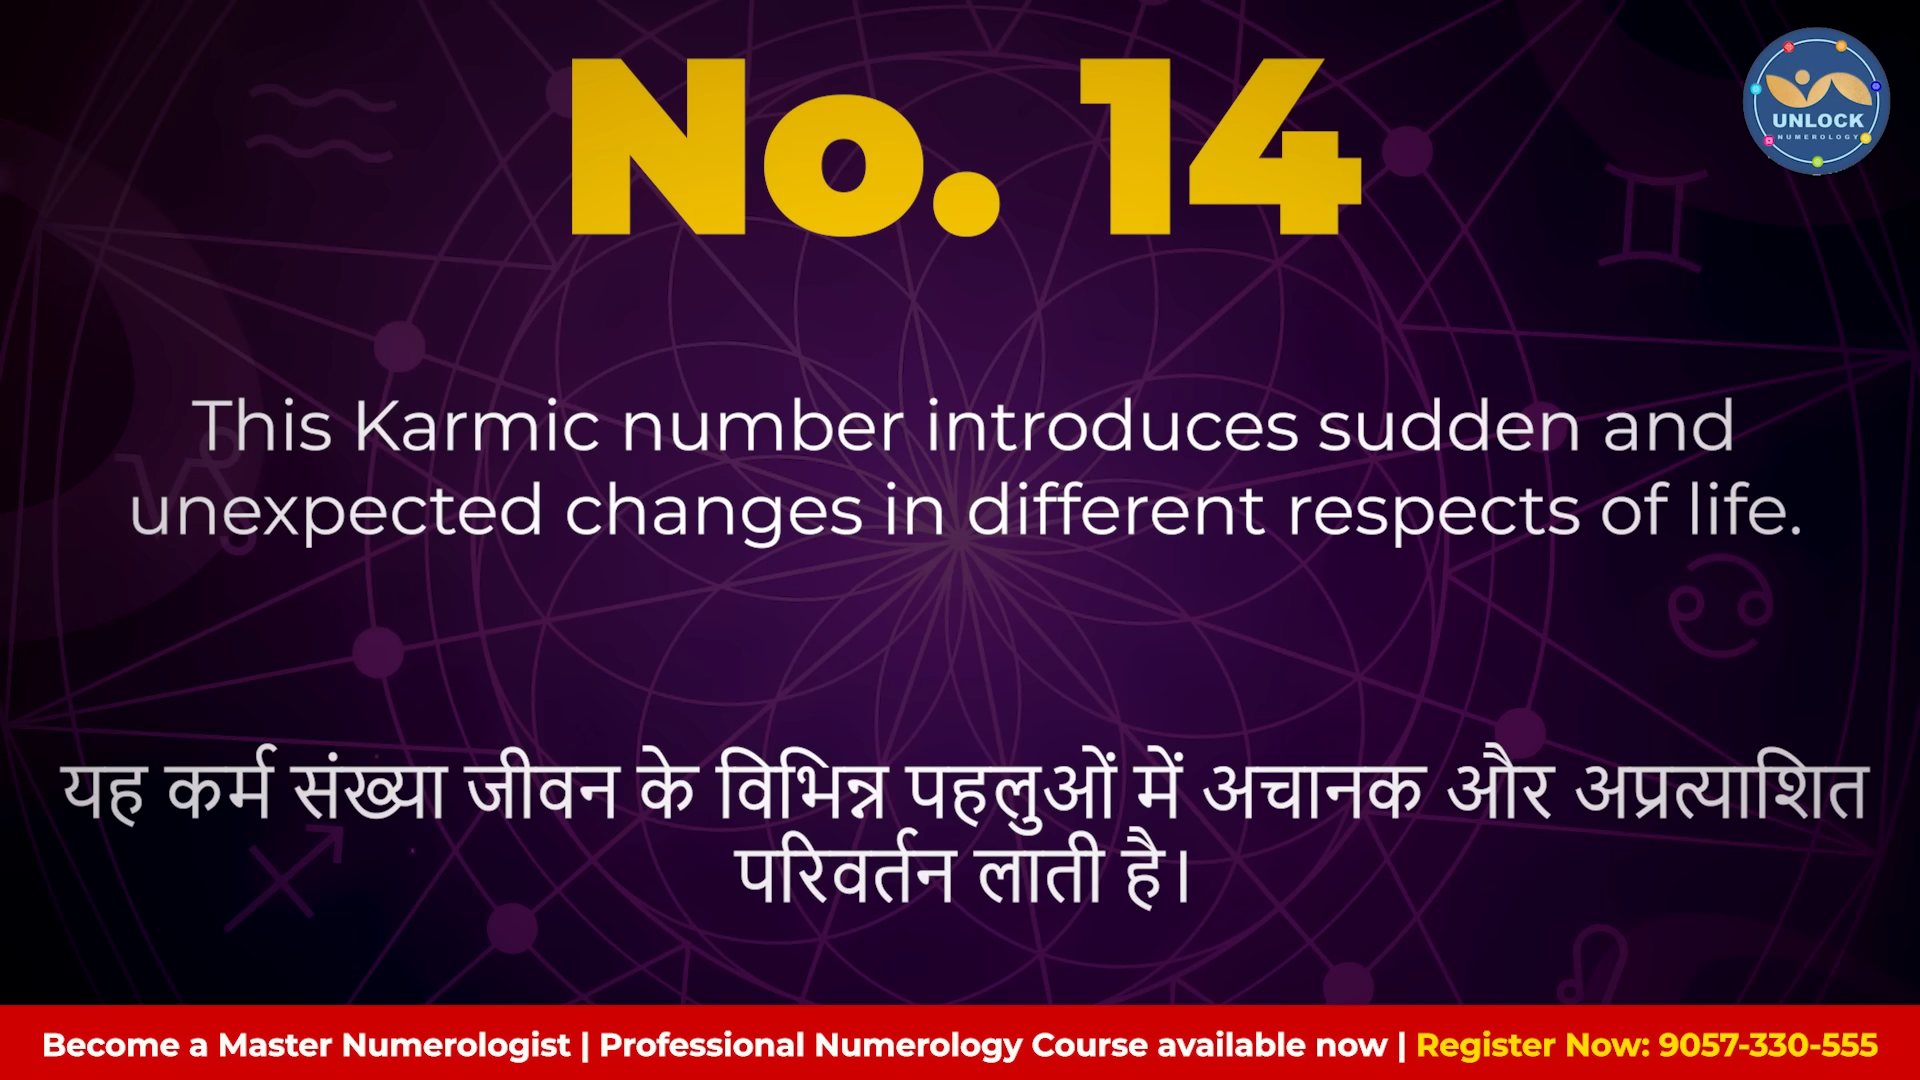 No. 14
UNLOCK
NUMEROLOGY
This Karmic number introduces sudden and
unexpected changes in different respects of life.
यह कर्म संख्या जीवन के विभिन्न पहलुओं में अचानक और अप्रत्याशित
परिवर्तन लाती है।
Become a Master Numerologist | Professional Numerology Course available now | Register Now: 9057-330-555